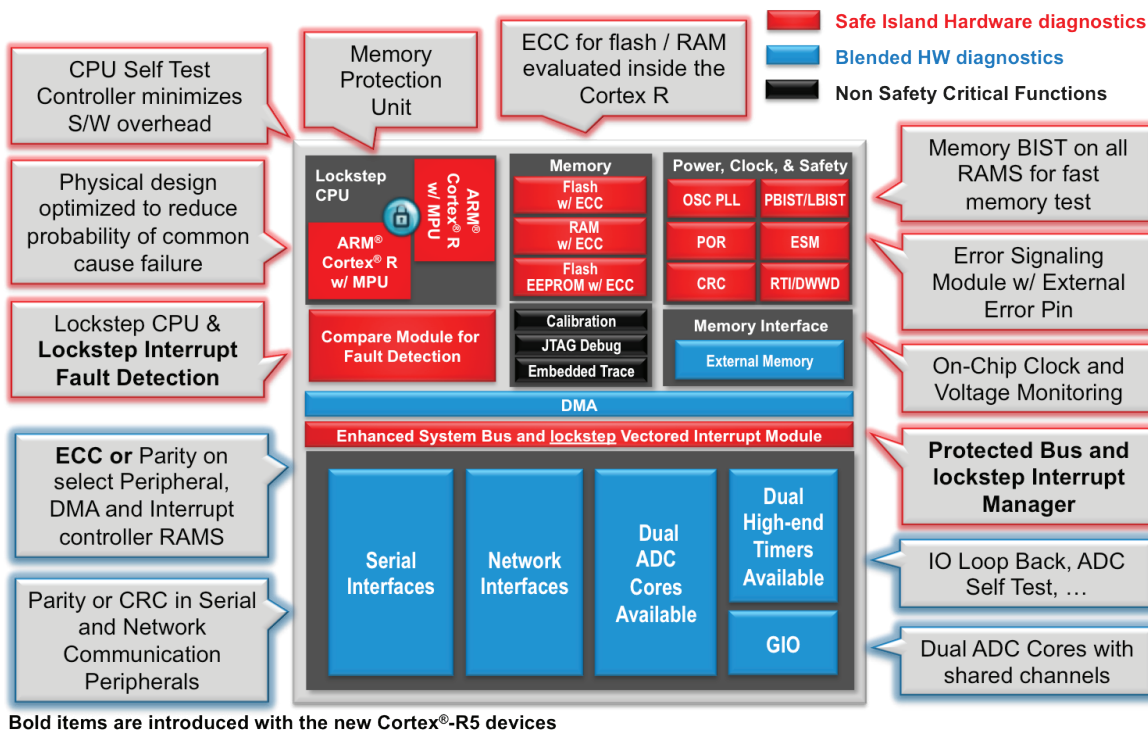 Safe Island Hardware diagnostics
Blended HW diagnostics
Non Safety Critical Functions
CPU Self Test
Controller minimizes
S/W overhead
Memory
Protection
Unit
ECC for flash / RAM
evaluated inside the
Cortex R
Physical design
optimized to reduce
probability of common
cause failure
Lockstep CPU &
Lockstep Interrupt
Fault Detection
ECC or Parity on
select Peripheral,
DMA and Interrupt
controller RAMS
Parity or CRC in Serial
and Network
Communication
Peripherals
Lockstep
CPU
ARM®
Cortex® R
w/ MPU
ARM®
Cortex® R
w/ MPU
Compare Module for
Fault Detection
Memory
Flash
w/ ECC
RAM
w/ ECC
Flash
EEPROM w/ ECC
Calibration
JTAG Debug
Embedded Trace
Power, Clock, & Safety
OSC PLL
PBIST/LBIST
POR
ESM
CRC
RTI/DWWD
Memory Interface
External Memory
DMA
Enhanced System Bus and lockstep Vectored Interrupt Module
Serial
Interfaces
Network
Interfaces
Dual
ADC
Cores
Available
Dual
High-end
Timers
Available
GIO
Memory BIST on all
RAMS for fast
memory test
Error Signaling
Module w/ External
Error Pin
On-Chip Clock and
Voltage Monitoring
Protected Bus and
lockstep Interrupt
Manager
IO Loop Back, ADC
Self Test, …
Dual ADC Cores with
shared channels
Bold items are introduced with the new Cortex®-R5 devices